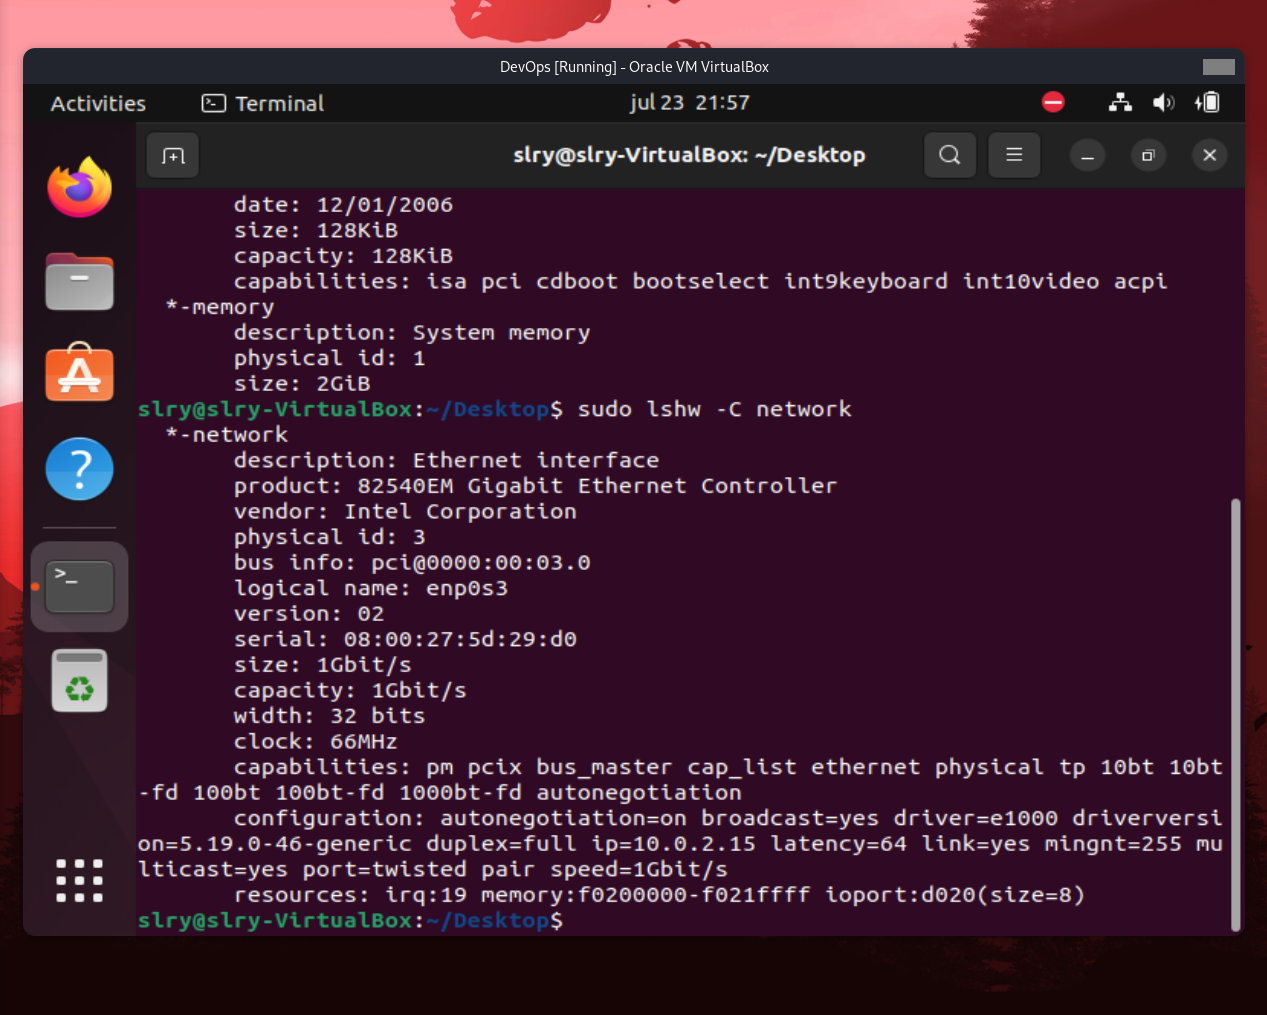 DevOps [Running] - Oracle VM VirtualBox
Activities Terminal jul 23 21:57
slry@slry-VirtualBox: ~/Desktop
date: 12/01/2006
size: 128KiB
capacity: 128KiB
capabilities: isa pci cdboot bootselect int9keyboard int10video acpi
*-memory
description: System memory
physical id: 1
size: 2GiB
slry@slry-VirtualBox:~/Desktop$ sudo lshw -C network
*-network
description: Ethernet interface
product: 82540EM Gigabit Ethernet Controller
vendor: Intel Corporation
physical id: 3
bus info: pci@0000:00:03.0
logical name: enp0s3
version: 02
serial: 08:00:27:5d:29:d0
size: 1Gbit/s
capacity: 1Gbit/s
width: 32 bits
clock: 66MHz
capabilities: pm pcix bus_master cap_list ethernet physical tp 10bt 10bt
-fd 100bt 100bt-fd 1000bt-fd autonegotiation
configuration: autonegotiation=on broadcast=yes driver=e1000 driverversi
on=5.19.0-46-generic duplex=full ip=10.0.2.15 latency=64 link=yes mingnt=255 mu
lticast=yes port=twisted pair speed=1Gbit/s
resources: irq:19 memory:f0200000-f021ffff ioport:d020(size=8)
slry@slry-VirtualBox:~/Desktop$